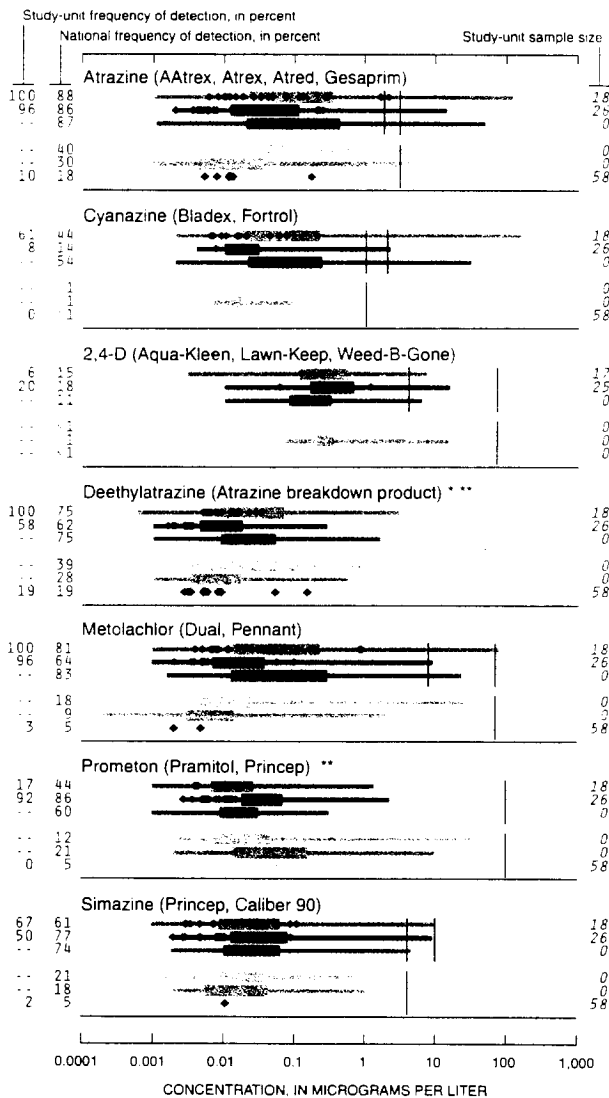 Study-unit frequency of detection, in percent
National frequency of detection, in percent
Study-unit sample size
Atrazine (AAtrex, Atrex, Atred, Gesaprim)
100 88 18
96 86 26
-- 87 0
-- 40 0
-- 30 0
10 18 58
Cyanazine (Bladex, Fortrol)
61 44 18
8 14 26
-- 54 0
-- 1 0
-- 1 0
0 1 58
2,4-D (Aqua-Kleen, Lawn-Keep, Weed-B-Gone)
6 15 17
20 18 25
-- 11 0
-- 1 0
-- 1 0
-- 1 0
Deethylatrazine (Atrazine breakdown product) * **
100 75 18
58 62 26
-- 75 0
-- 39 0
-- 28 0
19 19 58
Metolachlor (Dual, Pennant)
100 81 18
96 64 26
-- 83 0
-- 18 0
-- 9 0
3 5 58
Prometon (Pramitol, Princep) **
17 44 18
92 86 26
-- 60 0
-- 12 0
-- 21 0
0 5 58
Simazine (Princep, Caliber 90)
67 61 18
50 77 26
-- 74 0
-- 21 0
-- 18 0
2 5 58
0.0001 0.001 0.01 0.1 1 10 100 1,000
CONCENTRATION, IN MICROGRAMS PER LITER